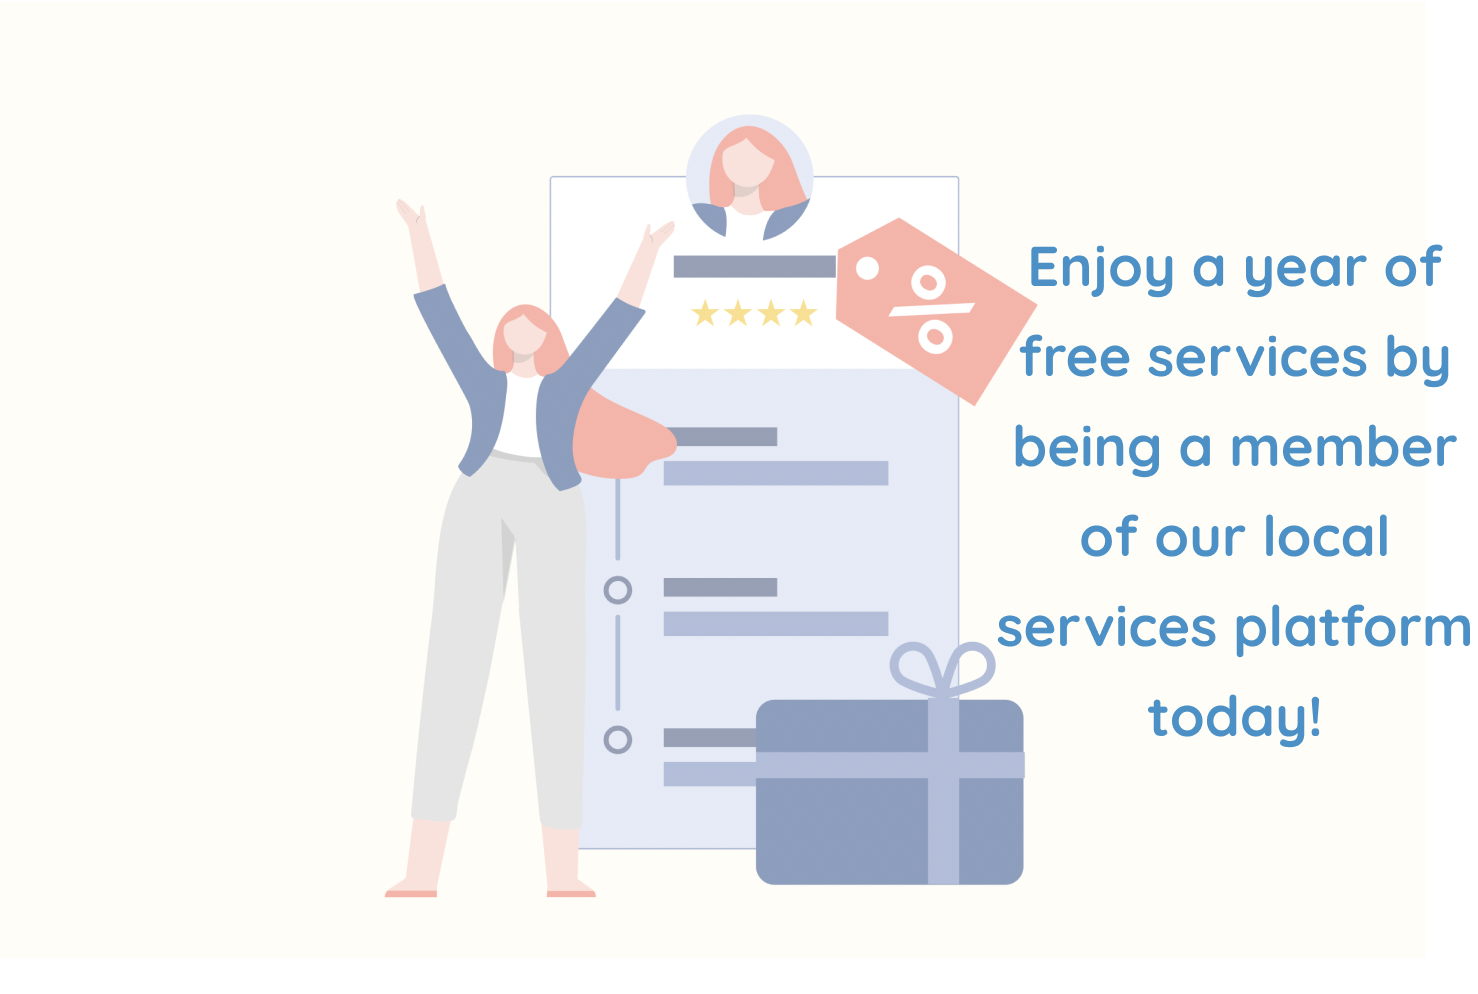 Enjoy a year of
free services by
being a member
of our local
services platform
today!
%